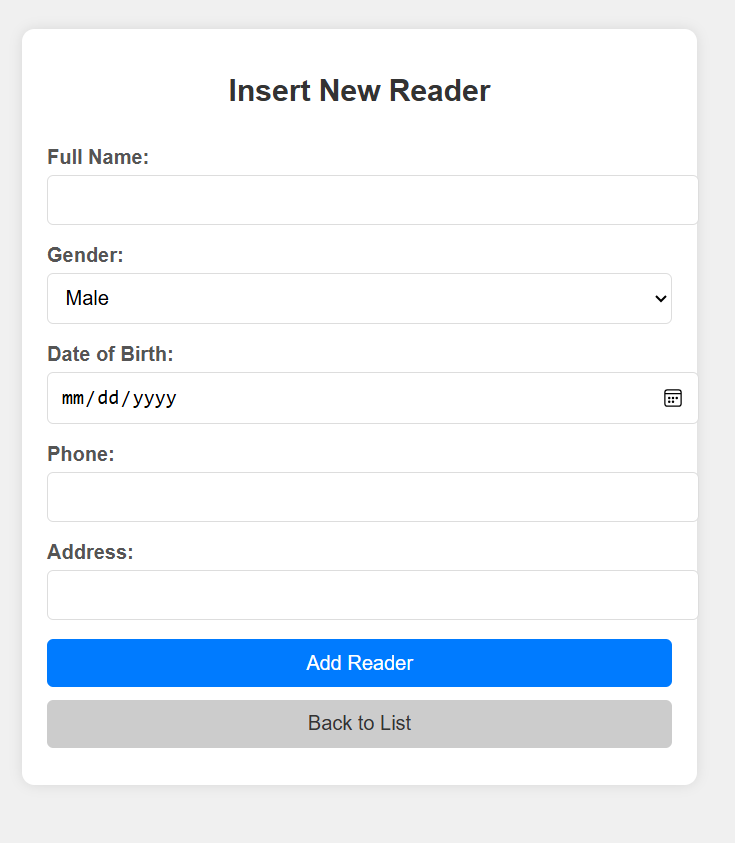 Insert New Reader
Full Name:
Gender:
Male
Date of Birth:
mm/dd/yyyy
Phone:
Address:
Add Reader
Back to List